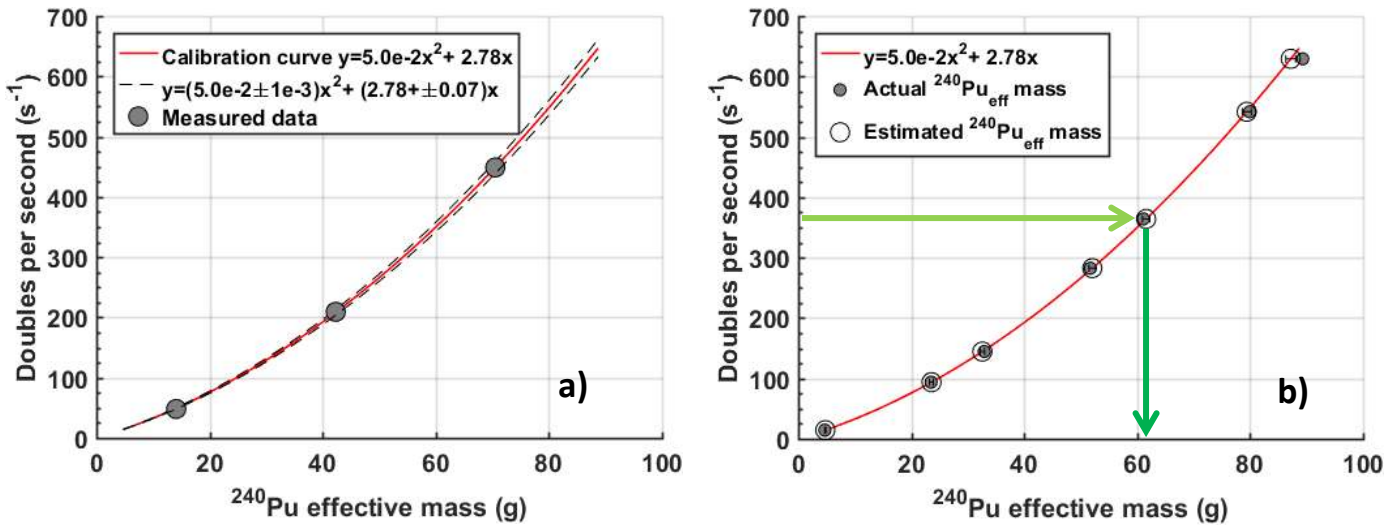 700
600
500
400
300
200
100
0
Doubles per second (s⁻¹)
Calibration curve y=5.0e-2x²+ 2.78x
y=(5.0e-2±1e-3)x²+ (2.78+±0.07)x
Measured data
a)
0 20 40 60 80 100
²⁴⁰Pu effective mass (g)
700
600
500
400
300
200
100
0
Doubles per second (s⁻¹)
y=5.0e-2x²+ 2.78x
Actual ²⁴⁰Pu_eff mass
Estimated ²⁴⁰Pu_eff mass
b)
0 20 40 60 80 100
²⁴⁰Pu effective mass (g)